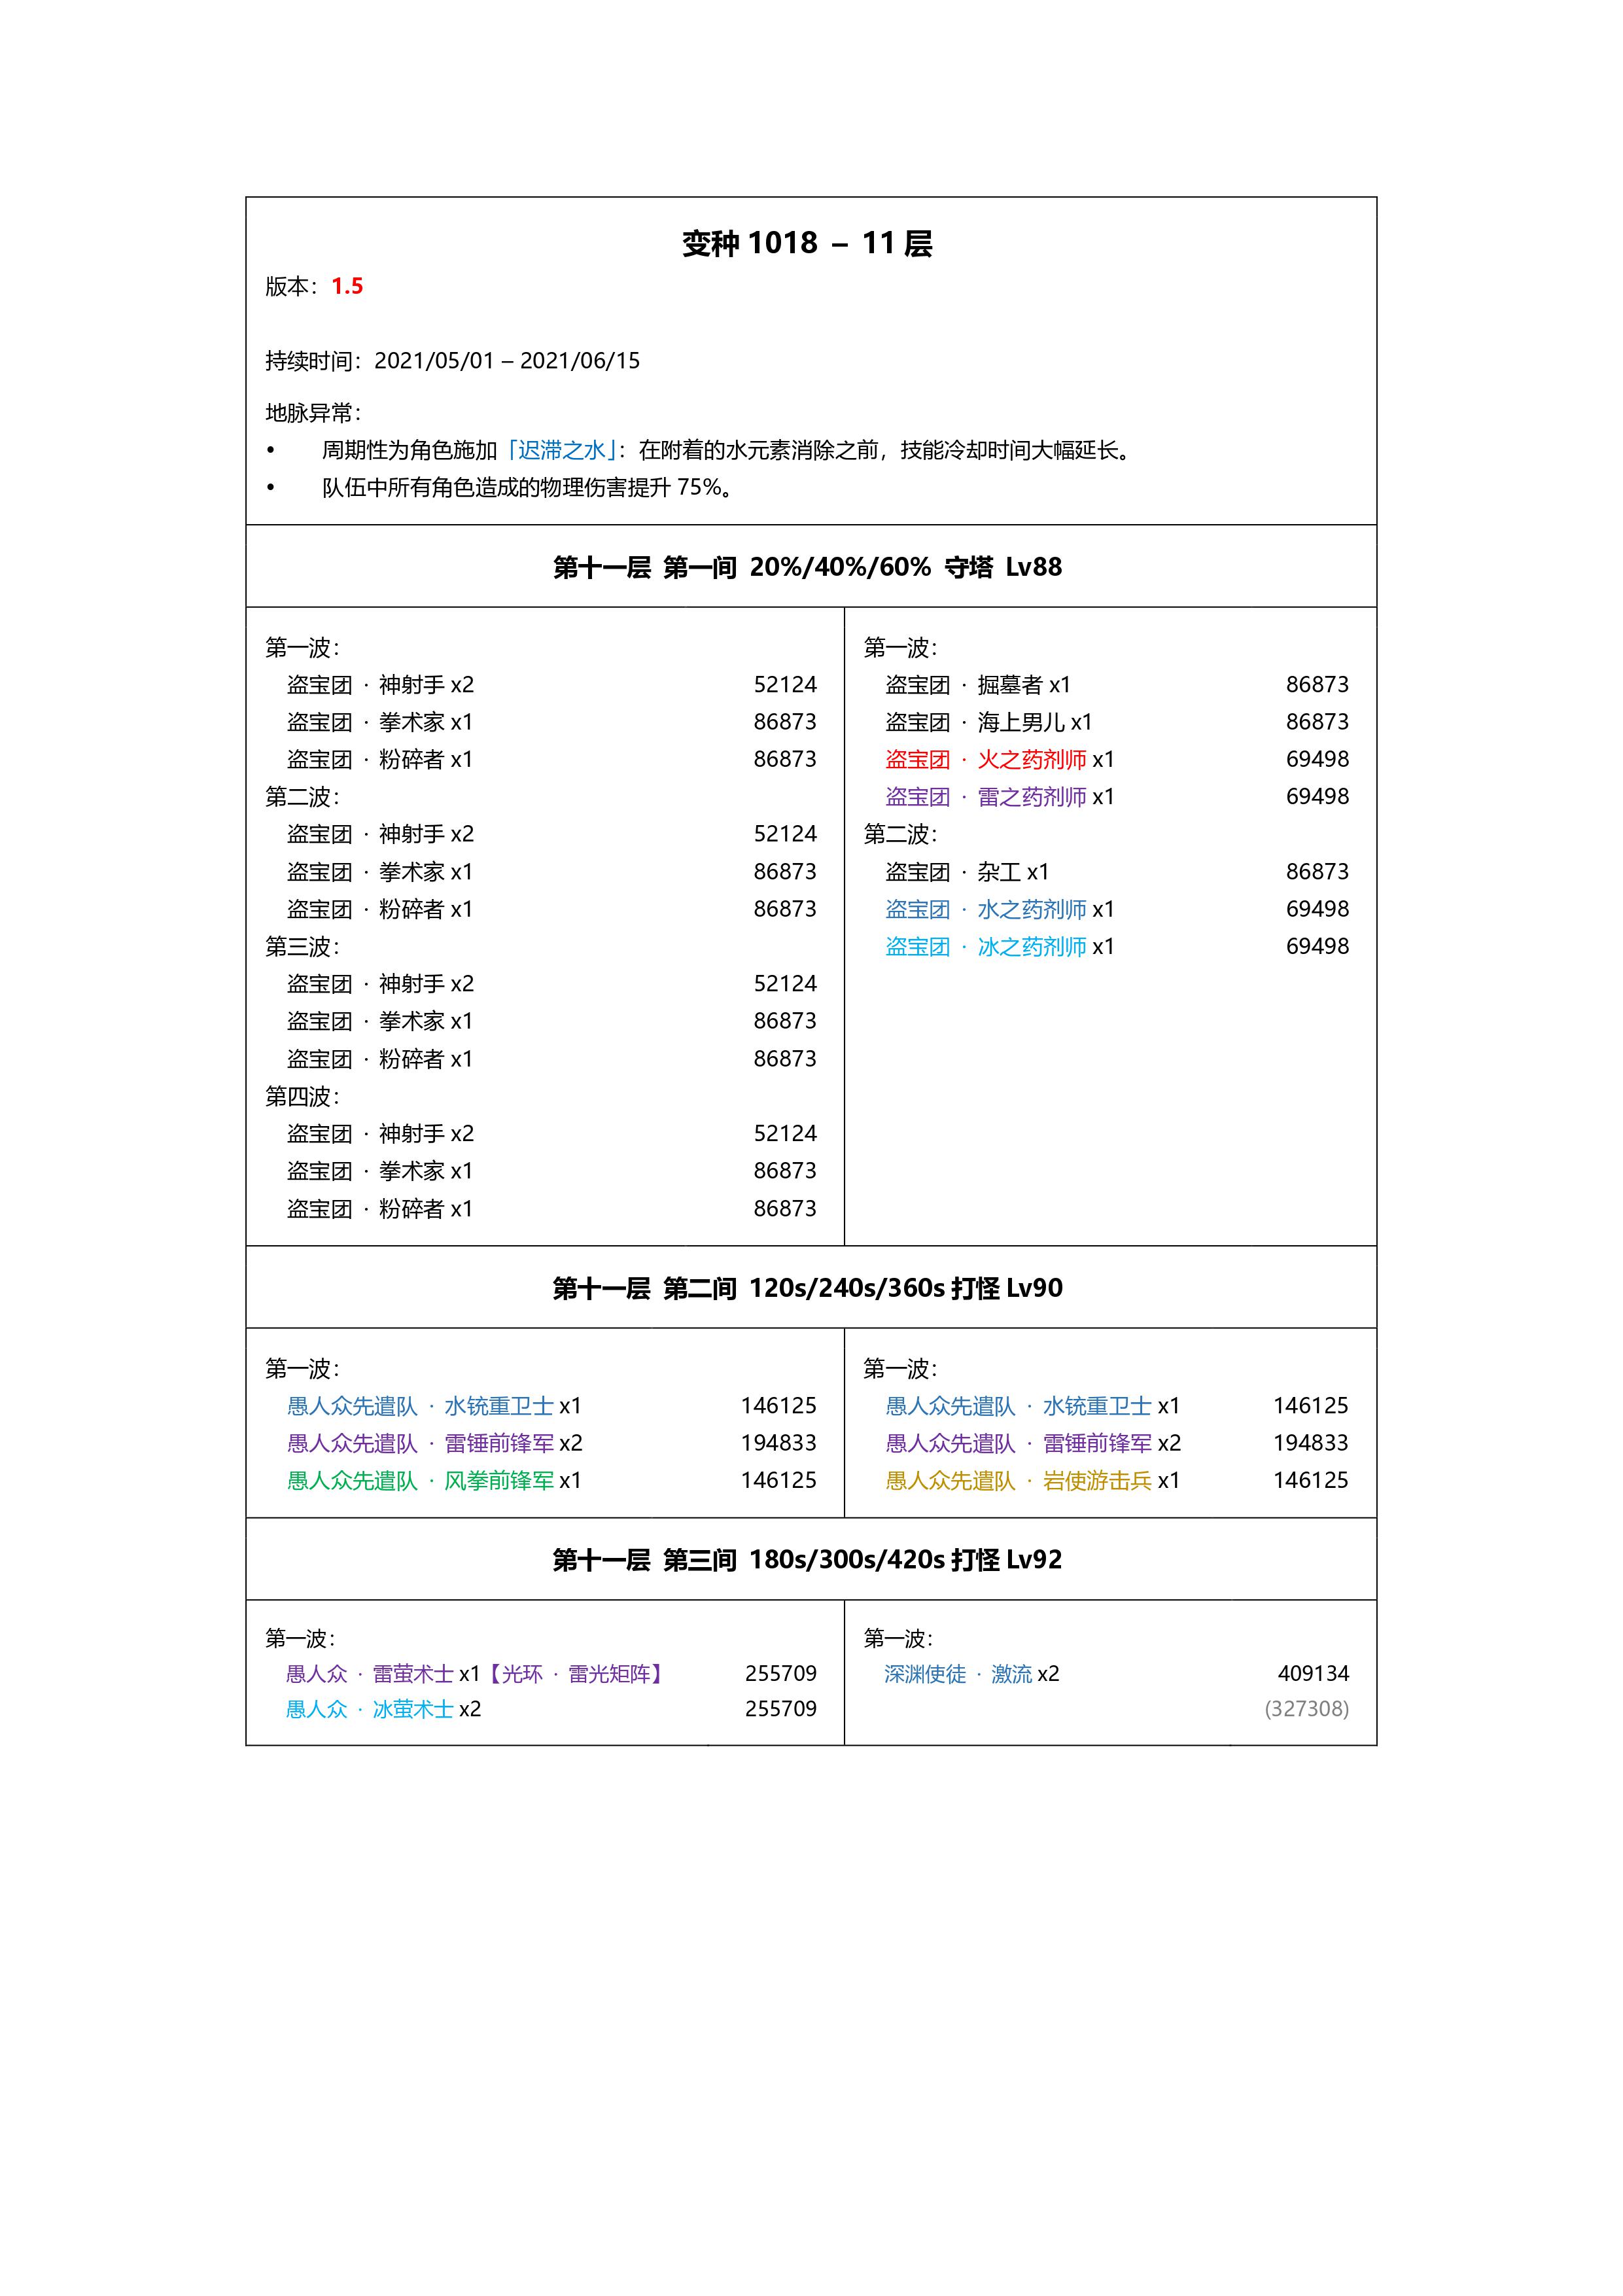 变种 1018 – 11 层
版本：1.5
持续时间：2021/05/01 – 2021/06/15
地脉异常：
• 周期性为角色施加「迟滞之水」：在附着的水元素消除之前，技能冷却时间大幅延长。
• 队伍中所有角色造成的物理伤害提升 75%。
第十一层 第一间 20%/40%/60% 守塔 Lv88
第一波：
盗宝团 · 神射手 x2 52124
盗宝团 · 拳术家 x1 86873
盗宝团 · 粉碎者 x1 86873
第二波：
盗宝团 · 神射手 x2 52124
盗宝团 · 拳术家 x1 86873
盗宝团 · 粉碎者 x1 86873
第三波：
盗宝团 · 神射手 x2 52124
盗宝团 · 拳术家 x1 86873
盗宝团 · 粉碎者 x1 86873
第四波：
盗宝团 · 神射手 x2 52124
盗宝团 · 拳术家 x1 86873
盗宝团 · 粉碎者 x1 86873
第一波：
盗宝团 · 掘墓者 x1 86873
盗宝团 · 海上男儿 x1 86873
盗宝团 · 火之药剂师 x1 69498
盗宝团 · 雷之药剂师 x1 69498
第二波：
盗宝团 · 杂工 x1 86873
盗宝团 · 水之药剂师 x1 69498
盗宝团 · 冰之药剂师 x1 69498
第十一层 第二间 120s/240s/360s 打怪 Lv90
第一波：
愚人众先遣队 · 水铳重卫士 x1 146125
愚人众先遣队 · 雷锤前锋军 x2 194833
愚人众先遣队 · 风拳前锋军 x1 146125
第一波：
愚人众先遣队 · 水铳重卫士 x1 146125
愚人众先遣队 · 雷锤前锋军 x2 194833
愚人众先遣队 · 岩使游击兵 x1 146125
第十一层 第三间 180s/300s/420s 打怪 Lv92
第一波：
愚人众 · 雷萤术士 x1【光环 · 雷光矩阵】 255709
愚人众 · 冰萤术士 x2 255709
第一波：
深渊使徒 · 激流 x2 409134
(327308)